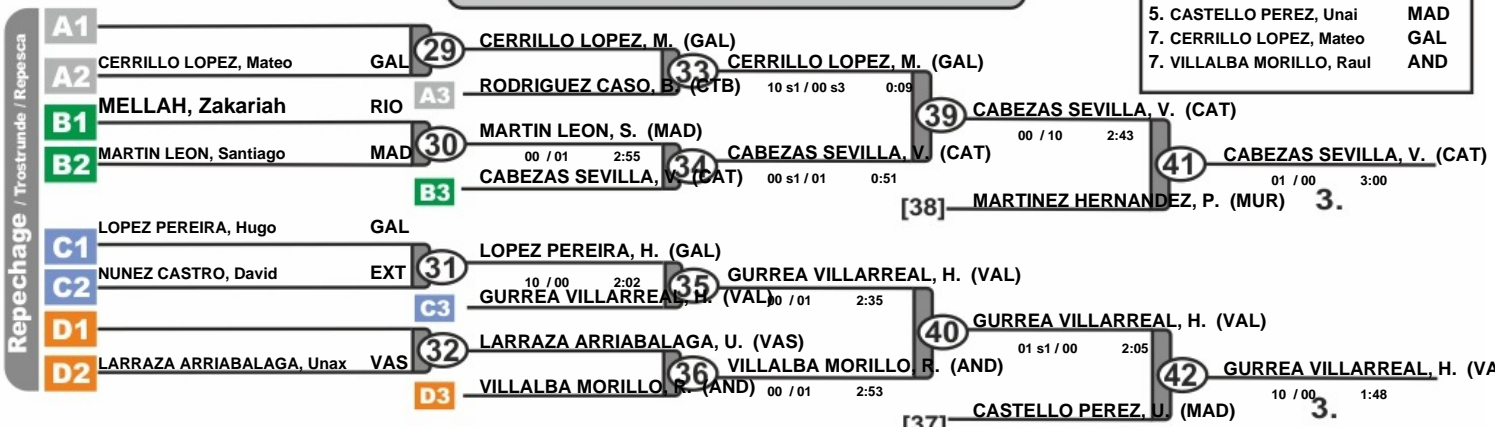 5. CASTELLO PEREZ, Unai MAD
7. CERRILLO LOPEZ, Mateo GAL
7. VILLALBA MORILLO, Raul AND
Repechage / Trostrunde / Repesca
A1
A2 CERRILLO LOPEZ, Mateo GAL
29
CERRILLO LOPEZ, M. (GAL)
A3 RODRIGUEZ CASO, B. (CTB)
33
CERRILLO LOPEZ, M. (GAL)
10 s1 / 00 s3 0:09
B1 MELLAH, Zakariah RIO
B2 MARTIN LEON, Santiago MAD
30
MARTIN LEON, S. (MAD)
00 / 01 2:55
B3 CABEZAS SEVILLA, V. (CAT)
34
CABEZAS SEVILLA, V. (CAT)
00 s1 / 01 0:51
39
CABEZAS SEVILLA, V. (CAT)
00 / 10 2:43
[38] MARTINEZ HERNANDEZ, P. (MUR)
41
CABEZAS SEVILLA, V. (CAT)
01 / 00 3:00
3.
C1 LOPEZ PEREIRA, Hugo GAL
C2 NUNEZ CASTRO, David EXT
31
LOPEZ PEREIRA, H. (GAL)
10 / 00 2:02
C3 GURREA VILLARREAL, H. (VAL)
35
GURREA VILLARREAL, H. (VAL)
00 / 01 2:35
D1
D2 LARRAZA ARRIABALAGA, Unax VAS
32
LARRAZA ARRIABALAGA, U. (VAS)
D3 VILLALBA MORILLO, R. (AND)
36
VILLALBA MORILLO, R. (AND)
00 / 01 2:53
40
GURREA VILLARREAL, H. (VAL)
01 s1 / 00 2:05
[37] CASTELLO PEREZ, U. (MAD)
42
GURREA VILLARREAL, H. (VA
10 / 00 1:48
3.